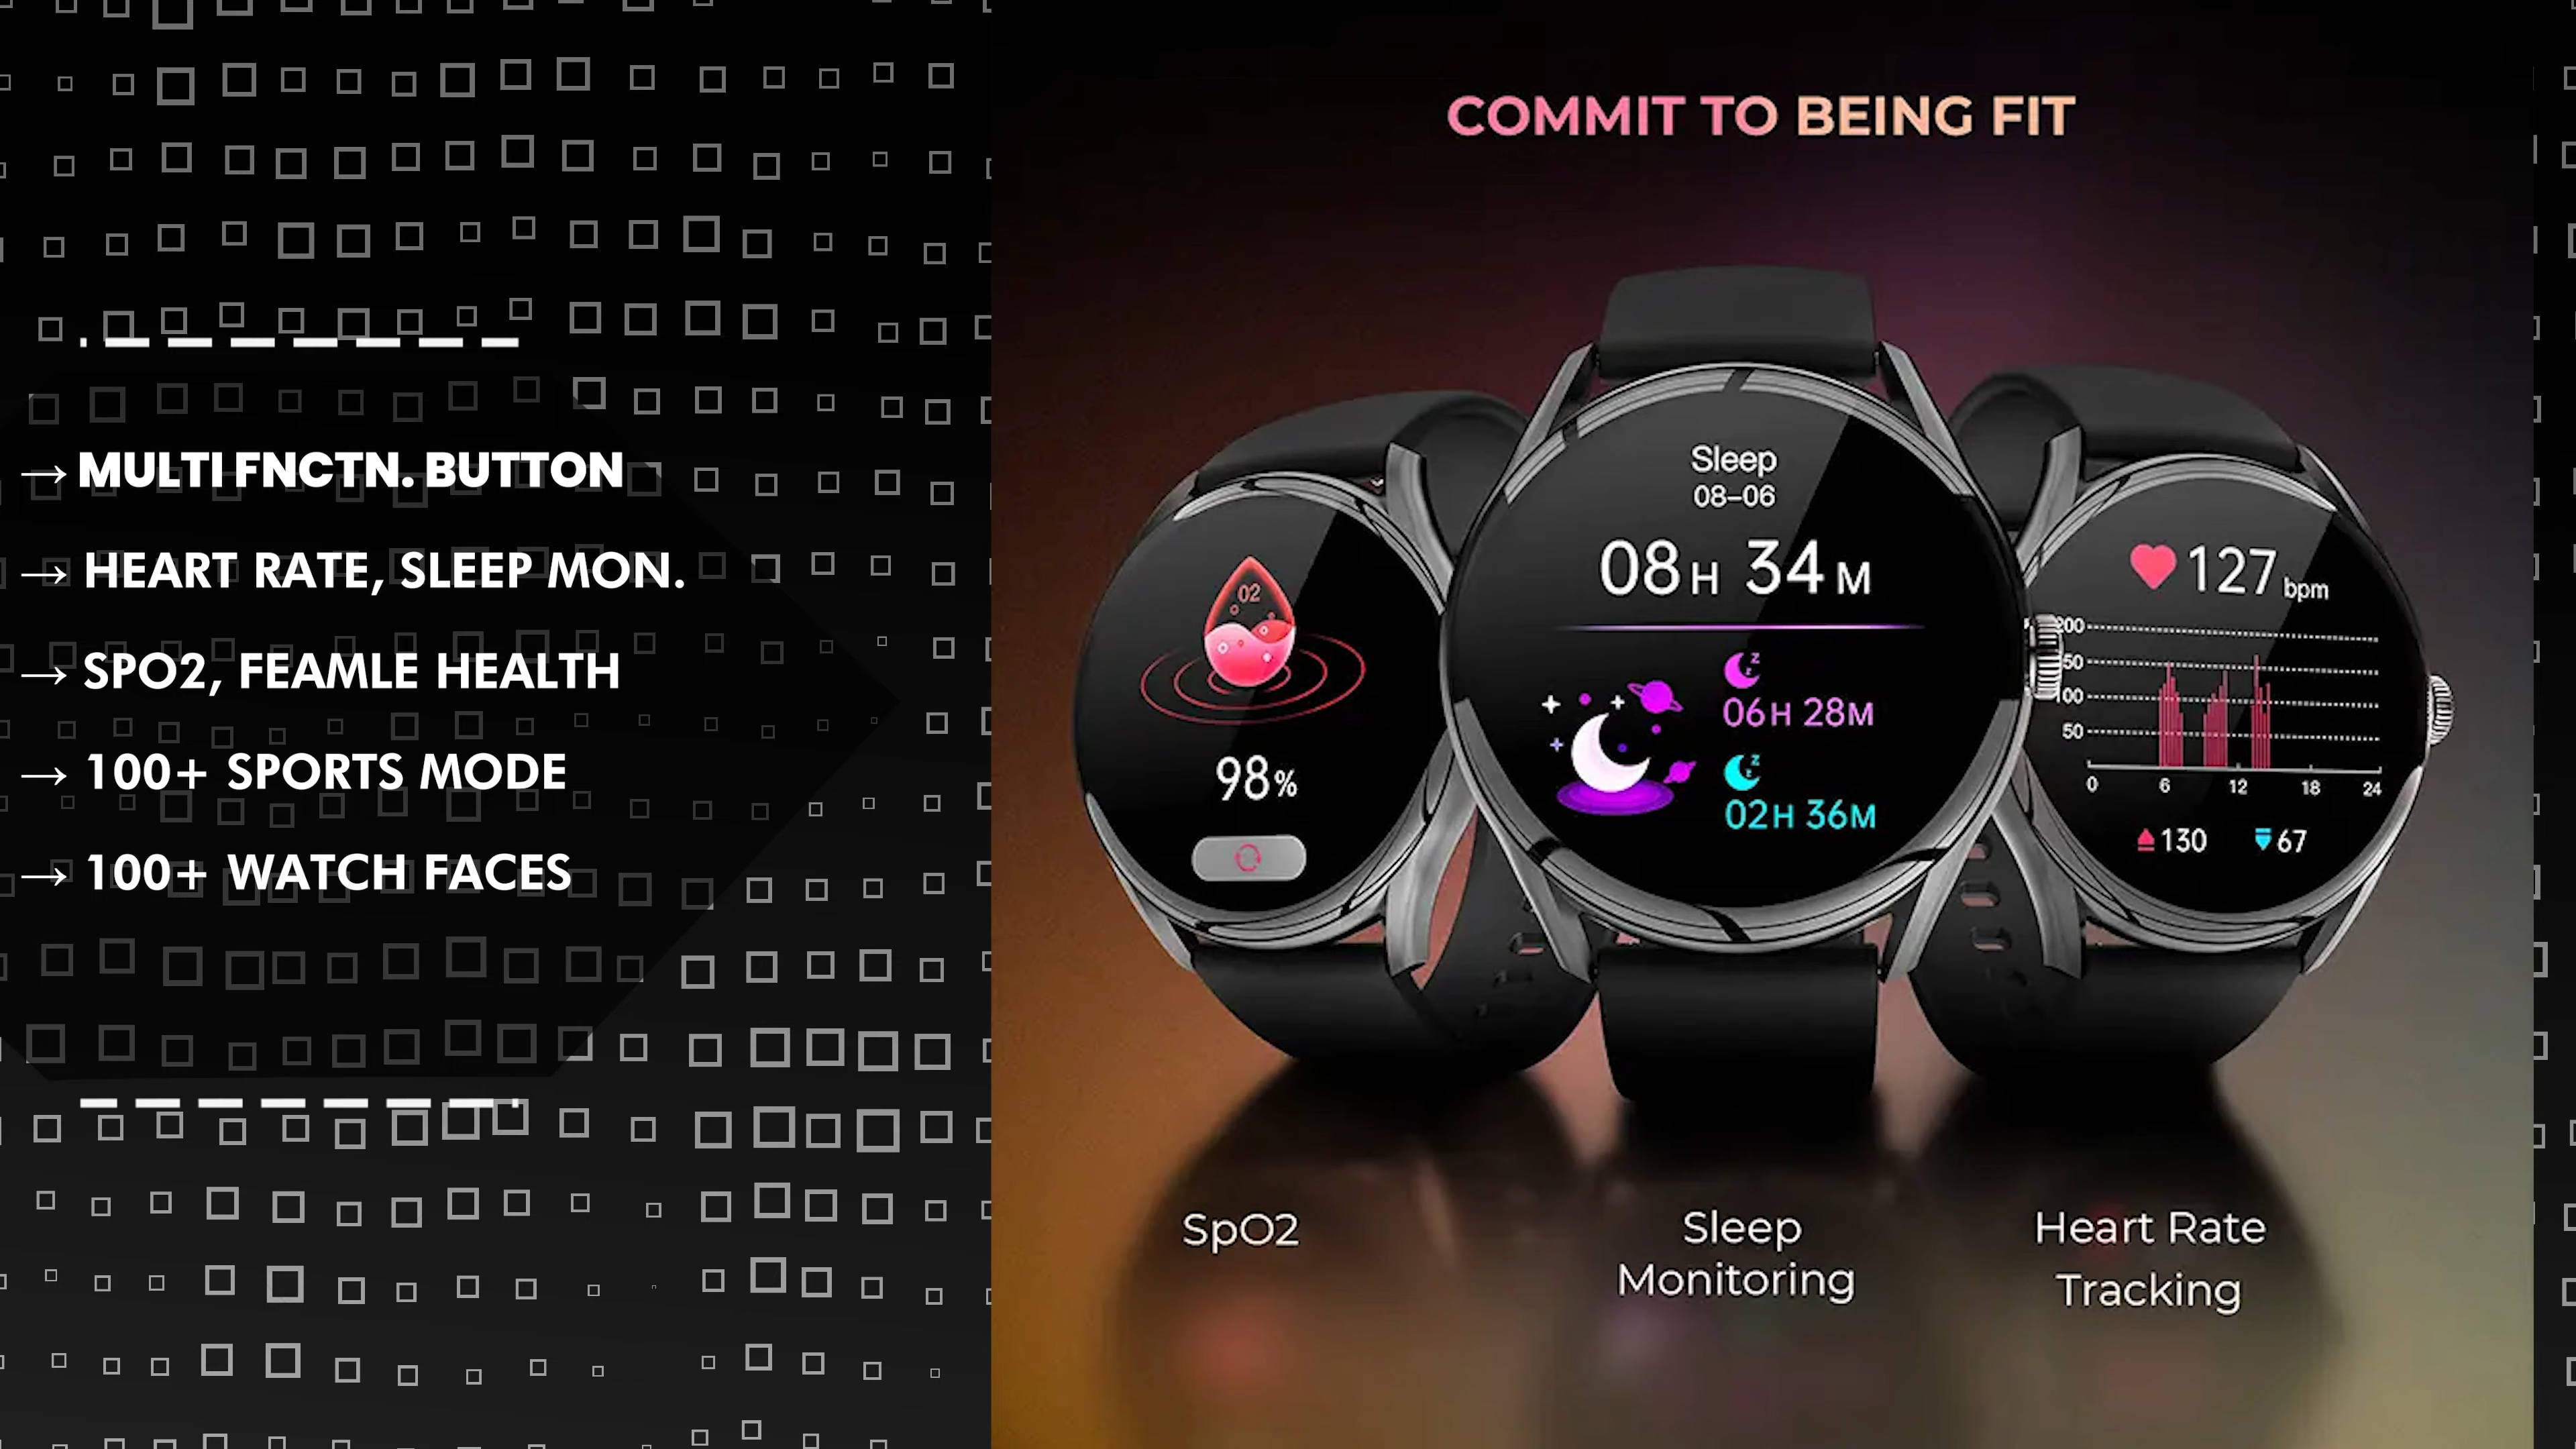 → MULTI FNCTN. BUTTON
→ HEART RATE, SLEEP MON.
→ SPO2, FEAMLE HEALTH
→ 100+ SPORTS MODE
→ 100+ WATCH FACES
COMMIT TO BEING FIT
02
98%
Sleep
08-06
08H 34M
06H 28M
02H 36M
127 bpm
200
50
00
50
0 6 12 18 24
130 67
SpO2
Sleep
Monitoring
Heart Rate
Tracking